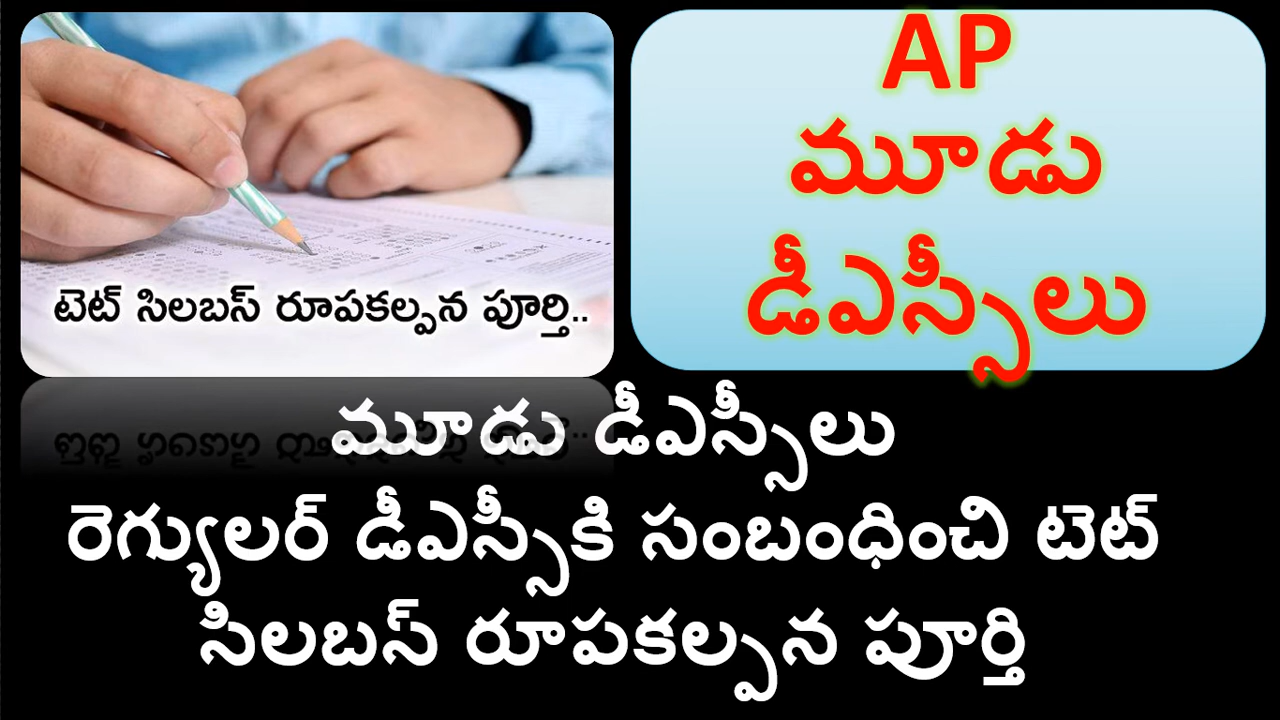 టెట్ సిలబస్ రూపకల్పన పూర్తి..
AP
మూడు
డీఎస్సీలు
మూడు డీఎస్సీలు
రెగ్యులర్ డీఎస్సీకి సంబంధించి టెట్
సిలబస్ రూపకల్పన పూర్తి